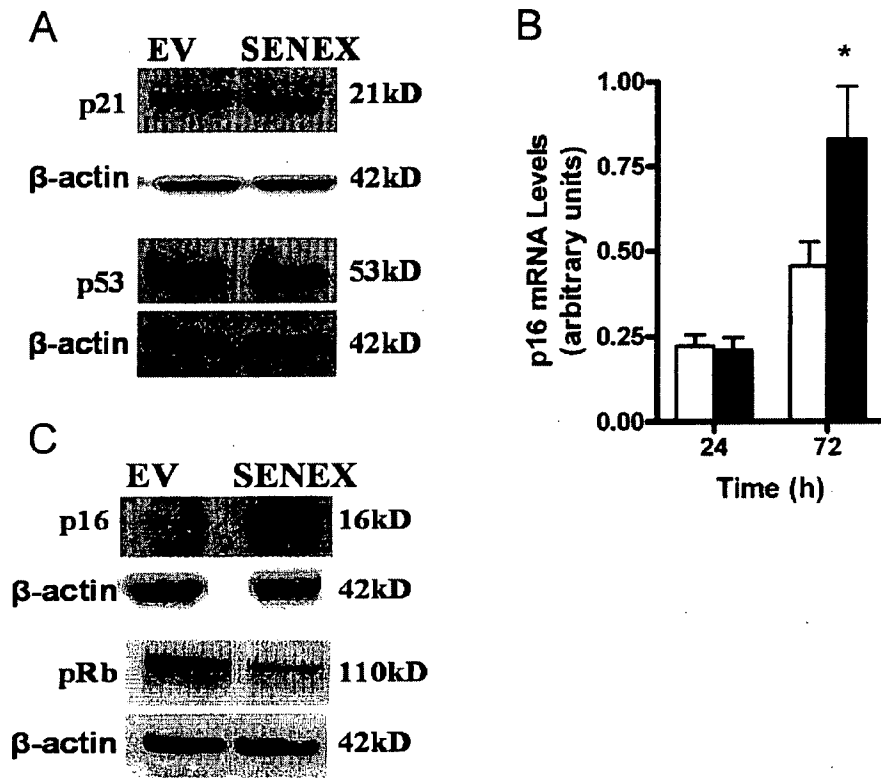 A
EV SENEX
p21 21kD
β-actin 42kD
p53 53kD
β-actin 42kD
B
*
1.00
0.75
0.50
0.25
0.00
p16 mRNA Levels
(arbitrary units)
24 72
Time (h)
C
EV SENEX
p16 16kD
β-actin 42kD
pRb 110kD
β-actin 42kD